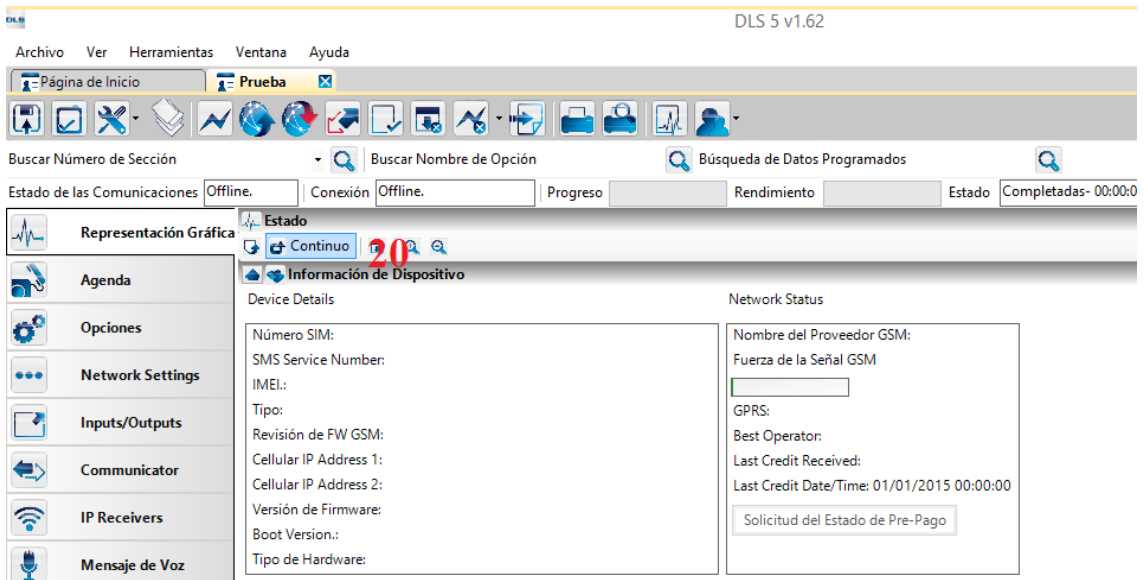 DLS
DLS 5 v1.62
Archivo Ver Herramientas Ventana Ayuda
Página de Inicio Prueba
Buscar Número de Sección Buscar Nombre de Opción Búsqueda de Datos Programados
Estado de las Comunicaciones Offline. Conexión Offline. Progreso Rendimiento Estado Completadas- 00:00:0
Representación Gráfica
Agenda
Opciones
Network Settings
Inputs/Outputs
Communicator
IP Receivers
Mensaje de Voz
Estado
Continuo 20
Información de Dispositivo
Device Details
Número SIM:
SMS Service Number:
IMEI.:
Tipo:
Revisión de FW GSM:
Cellular IP Address 1:
Cellular IP Address 2:
Versión de Firmware:
Boot Version.:
Tipo de Hardware:
Network Status
Nombre del Proveedor GSM:
Fuerza de la Señal GSM
GPRS:
Best Operator:
Last Credit Received:
Last Credit Date/Time: 01/01/2015 00:00:00
Solicitud del Estado de Pre-Pago